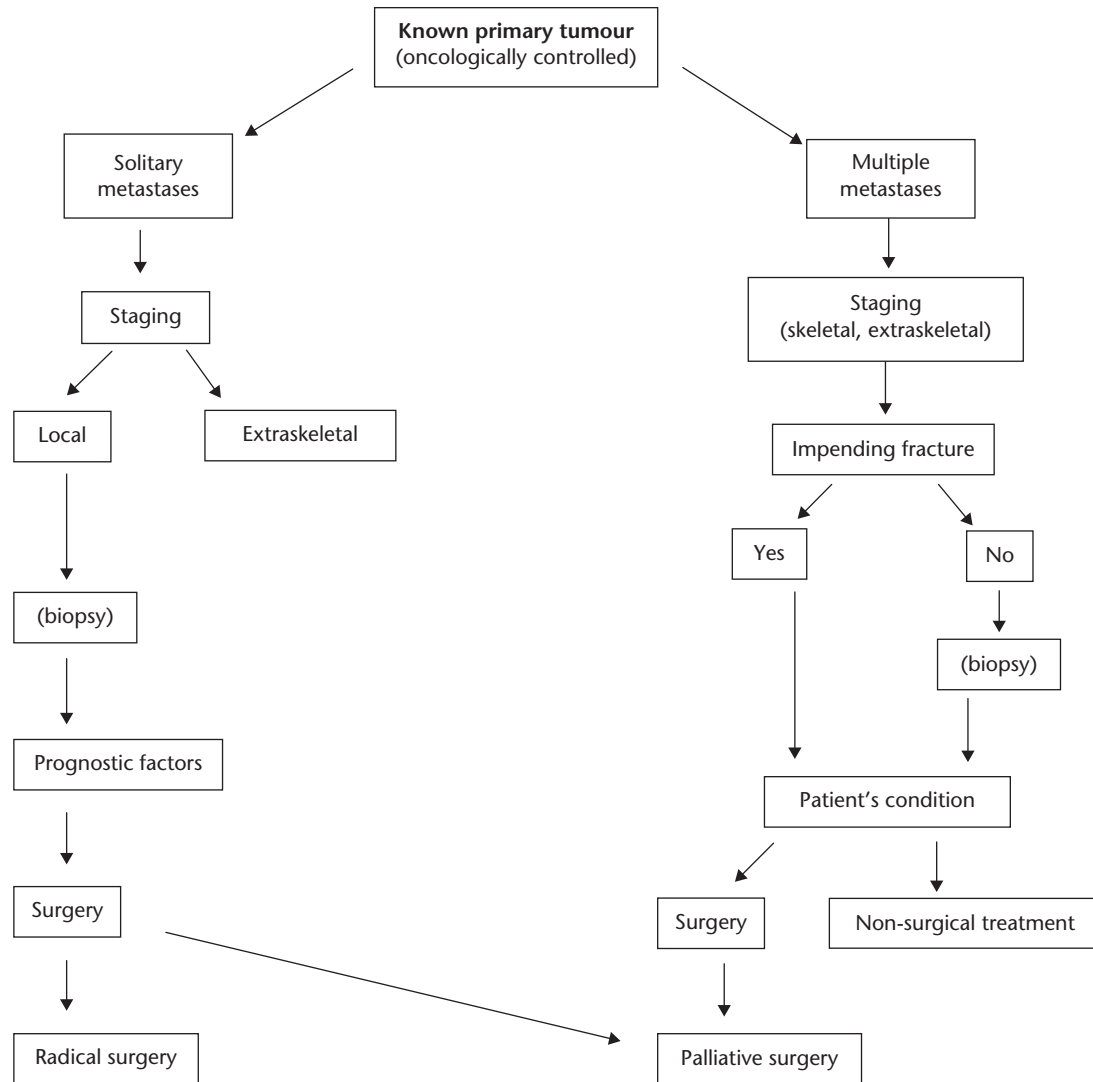 Known primary tumour
(oncologically controlled)
Solitary
metastases
Multiple
metastases
Staging
Staging
(skeletal, extraskeletal)
Local
Extraskeletal
Impending fracture
Yes
No
(biopsy)
(biopsy)
Prognostic factors
Patient's condition
Surgery
Surgery
Non-surgical treatment
Radical surgery
Palliative surgery